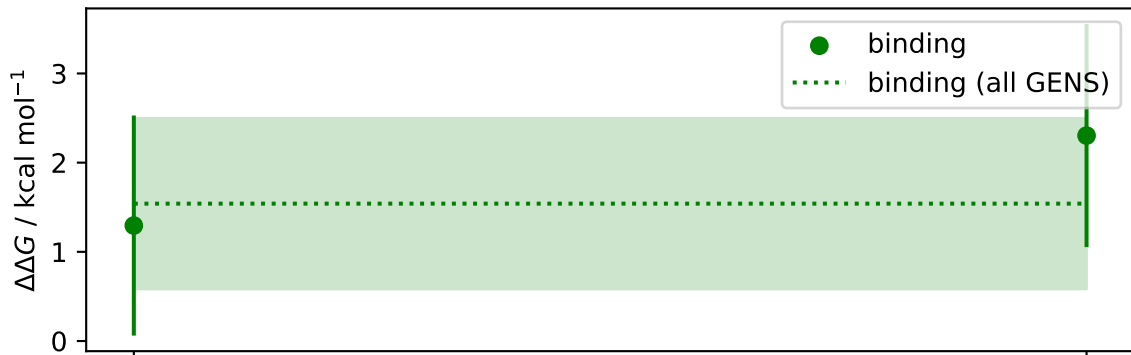 binding
binding (all GENS)
3
2
1
0
ΔΔG / kcal mol⁻¹